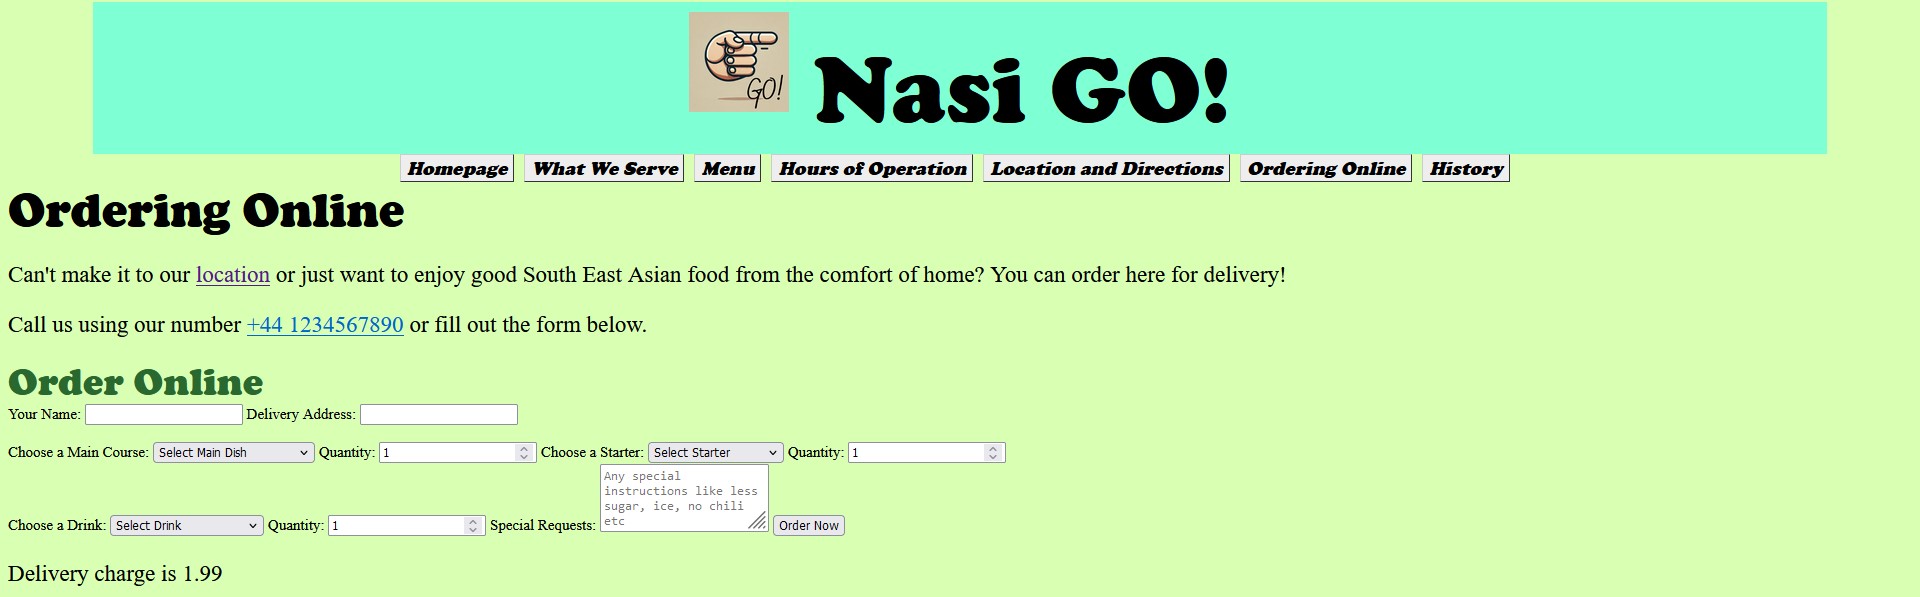 GO!
Nasi GO!
Homepage What We Serve Menu Hours of Operation Location and Directions Ordering Online History
Ordering Online
Can't make it to our location or just want to enjoy good South East Asian food from the comfort of home? You can order here for delivery!
Call us using our number +44 1234567890 or fill out the form below.
Order Online
Your Name: Delivery Address:
Choose a Main Course: Select Main Dish Quantity: 1 Choose a Starter: Select Starter Quantity: 1
Any special
instructions like less
sugar, ice, no chili
etc
Choose a Drink: Select Drink Quantity: 1 Special Requests: Order Now
Delivery charge is 1.99